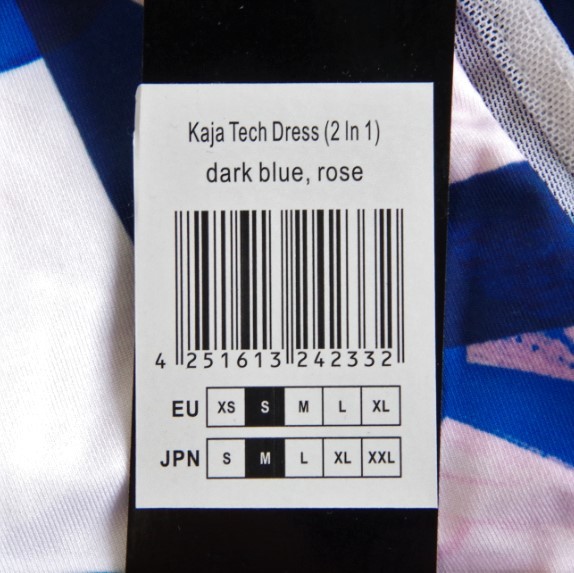 Kaja Tech Dress (2 In 1)
dark blue, rose
4 251613 242332
EU XS S M L XL
JPN S M L XL XXL